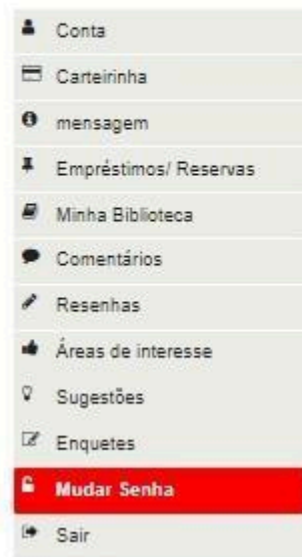 Conta
Carteirinha
mensagem
Empréstimos/ Reservas
Minha Biblioteca
Comentários
Resenhas
Áreas de interesse
Sugestões
Enquetes
Mudar Senha
Sair